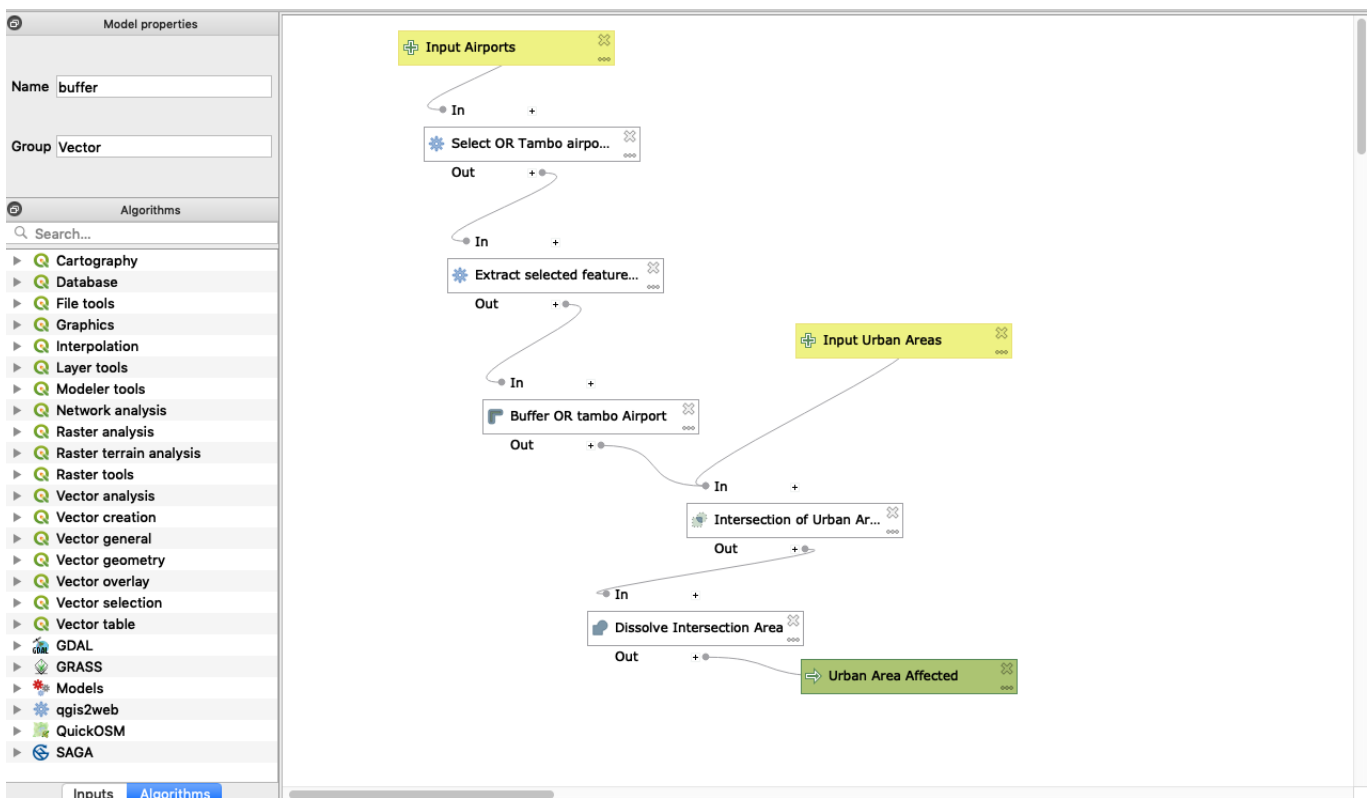 Model properties
Name buffer
Group Vector
Algorithms
Search...
Cartography
Database
File tools
Graphics
Interpolation
Layer tools
Modeler tools
Network analysis
Raster analysis
Raster terrain analysis
Raster tools
Vector analysis
Vector creation
Vector general
Vector geometry
Vector overlay
Vector selection
Vector table
GDAL
GRASS
Models
qgis2web
QuickOSM
SAGA
Inputs Algorithms
Input Airports
In +
Select OR Tambo airpo...
Out +
In +
Extract selected feature...
Out +
Input Urban Areas
In +
Buffer OR tambo Airport
Out +
In +
Intersection of Urban Ar...
Out +
In +
Dissolve Intersection Area
Out +
Urban Area Affected